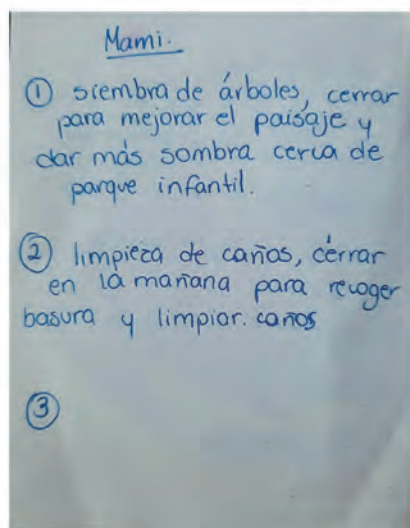 Mami.
① siembra de árboles, cerrar
para mejorar el paisaje y
dar más sombra cerca de
parque infantil.
② limpieza de caños, cerrar
en la mañana para recoger
basura y limpiar. caños
③